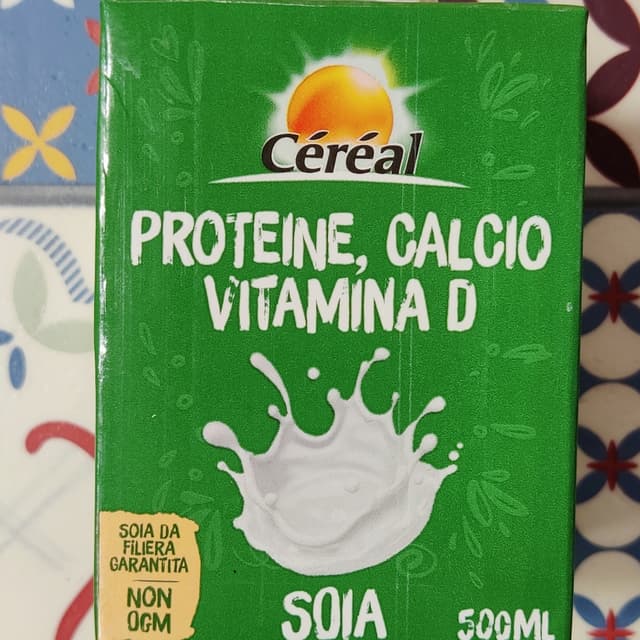 Céréal
PROTEINE, CALCIO
VITAMINA D
SOIA DA
FILIERA
GARANTITA
NON
OGM
SOIA
500ML